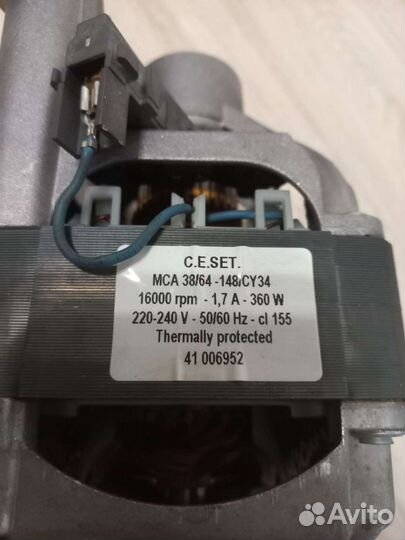 C.E.SET.
MCA 38/64 -148/CY34
16000 rpm - 1,7 A - 360 W
220-240 V - 50/60 Hz - cl 155
Thermally protected
41 006952
Avito